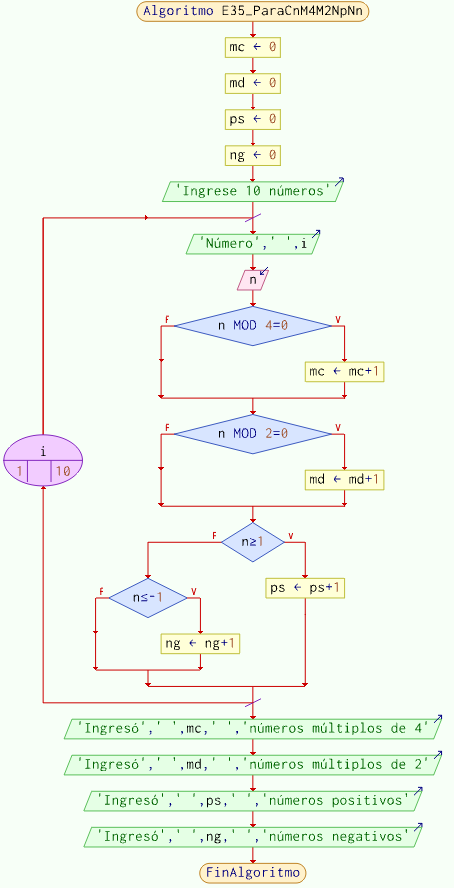 Algoritmo E35_ParaCnM4M2NpNn
mc ← 0
md ← 0
ps ← 0
ng ← 0
'Ingrese 10 números'
'Número',' ',i
n
n MOD 4=0
F
V
mc ← mc+1
n MOD 2=0
F
V
md ← md+1
i
1
10
n≥1
F
V
ps ← ps+1
n≤-1
F
V
ng ← ng+1
'Ingresó',' ',mc,' ','números múltiplos de 4'
'Ingresó',' ',md,' ','números múltiplos de 2'
'Ingresó',' ',ps,' ','números positivos'
'Ingresó',' ',ng,' ','números negativos'
FinAlgoritmo